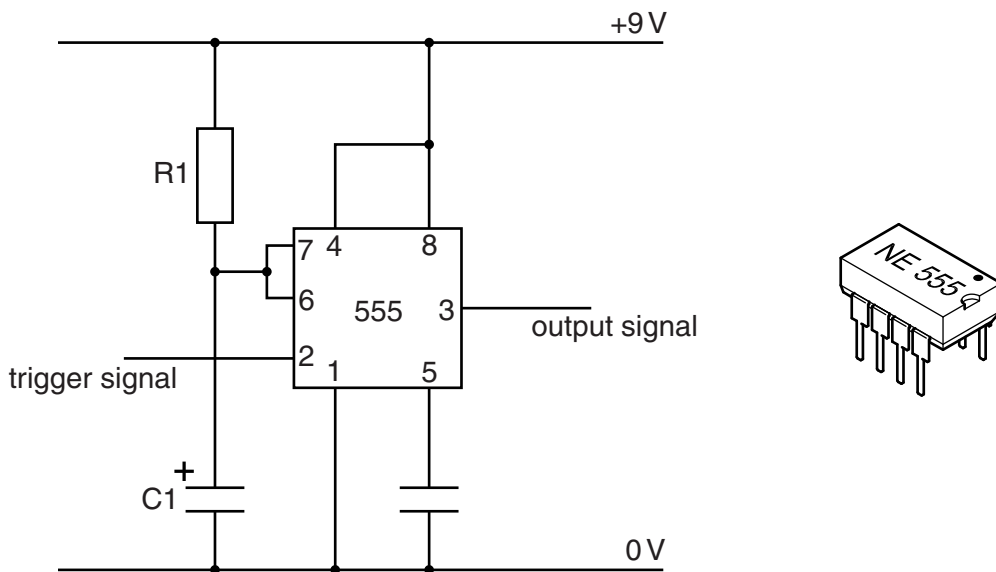 +9 V
R1
7 4 8
6 555 3
NE 555
output signal
2 1 5
trigger signal
+
C1
0 V